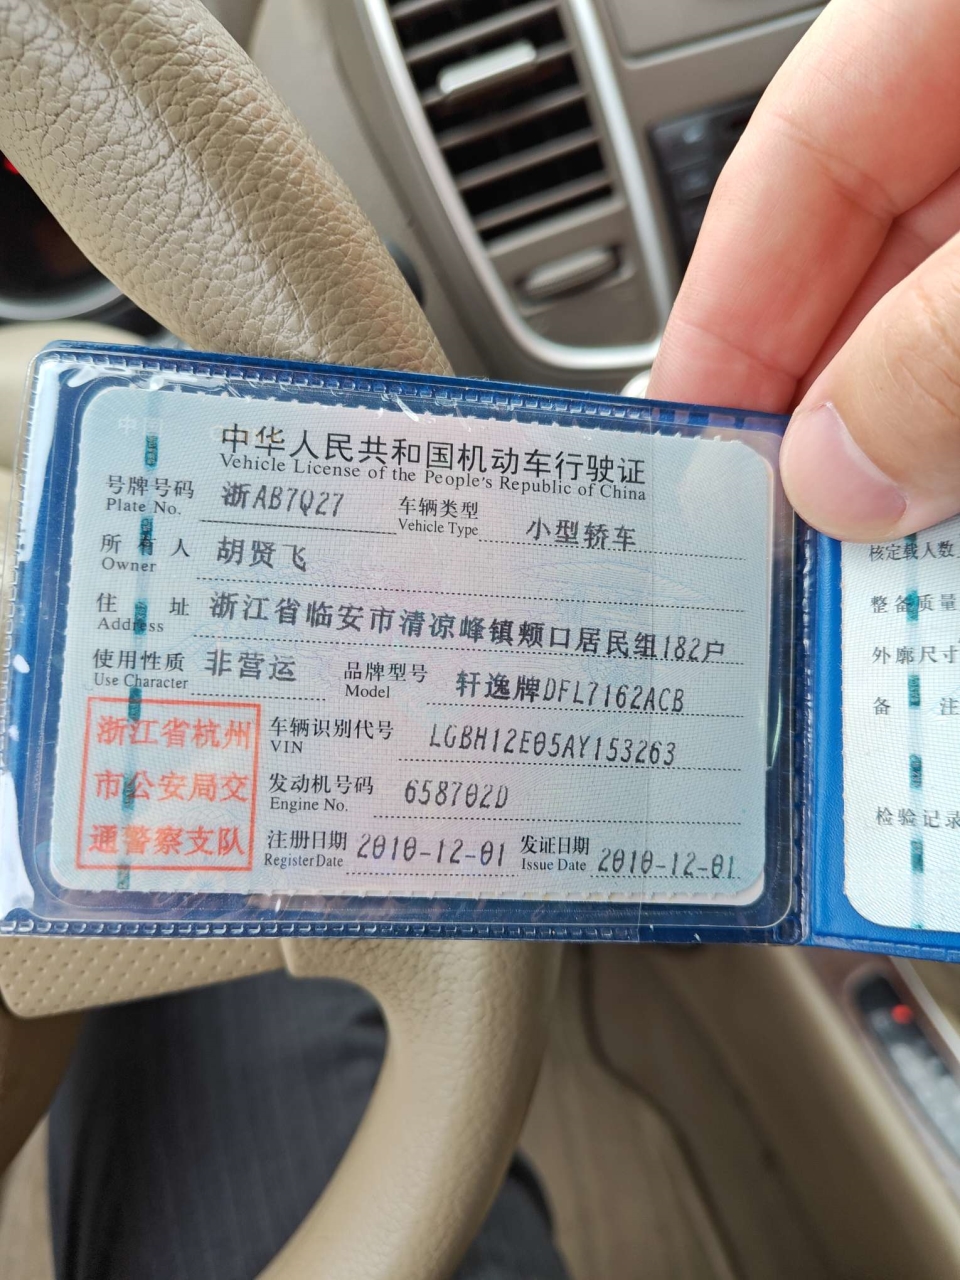 中华人民共和国机动车行驶证
Vehicle License of the People's Republic of China
号牌号码 浙AB7Q27 车辆类型 小型轿车
Plate No. Vehicle Type
所有人 胡贤飞
Owner
住址 浙江省临安市清凉峰镇颊口居民组182户
Address
使用性质 非营运 品牌型号 轩逸牌DFL7162ACB
Use Character Model
浙江省杭州
市公安局交
通警察支队
车辆识别代号 LGBH12E05AY153263
VIN
发动机号码 658702D
Engine No.
注册日期 2010-12-01 发证日期 2010-12-01
Register Date Issue Date
核定载人数
整备质量
外廓尺寸
备注
检验记录